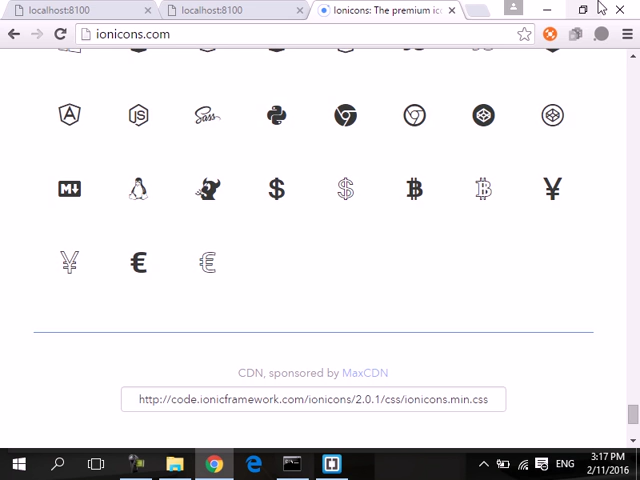 localhost:8100
localhost:8100
Ionicons: The premium ico
ionicons.com
JS
Sass
M
$ $ ¥
¥ € €
CDN, sponsored by MaxCDN
http://code.ionicframework.com/ionicons/2.0.1/css/ionicons.min.css
ENG
3:17 PM
2/11/2016